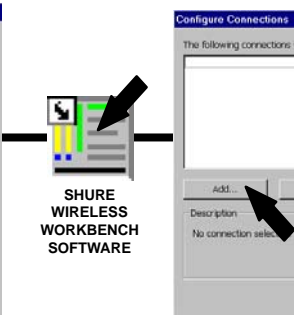 SHURE
WIRELESS
WORKBENCH
SOFTWARE
Configure Connections
The following connections
Add...
Description
No connection selec